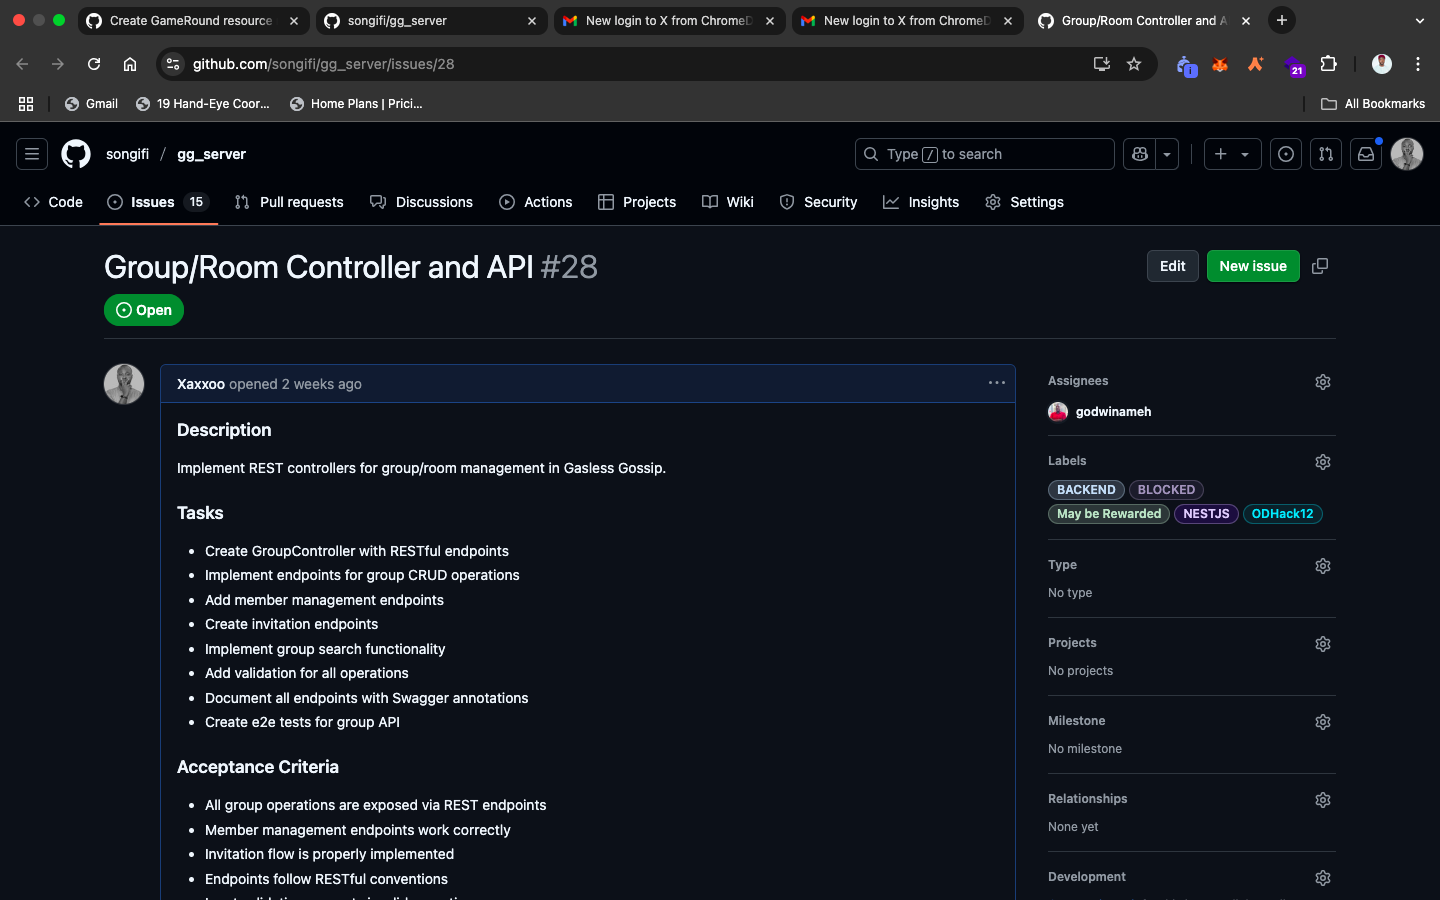 Create GameRound resource
songifi/gg_server
New login to X from ChromeD
New login to X from ChromeD
Group/Room Controller and A
github.com/songifi/gg_server/issues/28
21
Gmail
19 Hand-Eye Coor...
Home Plans | Prici...
All Bookmarks
songifi / gg_server
Type / to search
Code
Issues 15
Pull requests
Discussions
Actions
Projects
Wiki
Security
Insights
Settings
Group/Room Controller and API #28
Edit
New issue
Open
Xaxxoo opened 2 weeks ago
Description
Implement REST controllers for group/room management in Gasless Gossip.
Tasks
Create GroupController with RESTful endpoints
Implement endpoints for group CRUD operations
Add member management endpoints
Create invitation endpoints
Implement group search functionality
Add validation for all operations
Document all endpoints with Swagger annotations
Create e2e tests for group API
Acceptance Criteria
All group operations are exposed via REST endpoints
Member management endpoints work correctly
Invitation flow is properly implemented
Endpoints follow RESTful conventions
Assignees
godwinameh
Labels
BACKEND BLOCKED
May be Rewarded NESTJS ODHack12
Type
No type
Projects
No projects
Milestone
No milestone
Relationships
None yet
Development